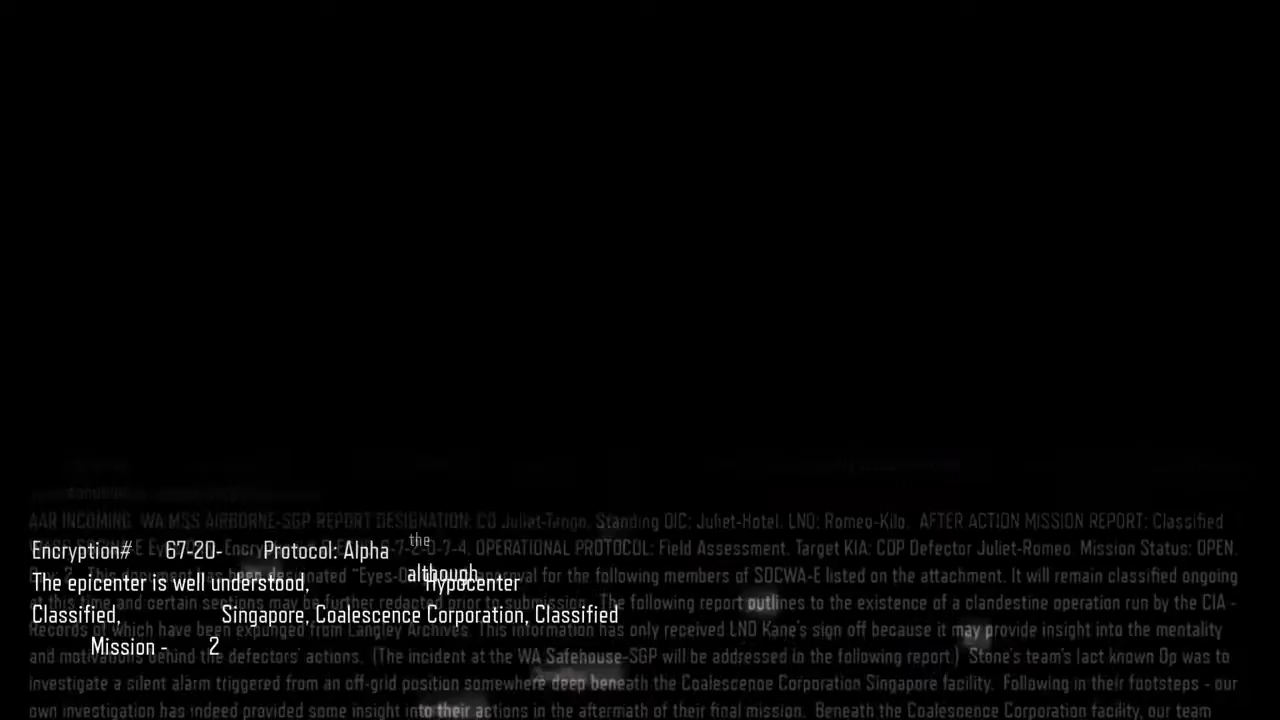 AAR INCOMING. WA MSS AIRBORNE-SGP REPORT DESIGNATION: CO Juliet-Tango. Standing OIC: Juliet-Hotel. LNO: Romeo-Kilo. AFTER ACTION MISSION REPORT: Classified
OPERATIONAL PROTOCOL: Field Assessment. Target KIA: CDP Defector Juliet-Romeo. Mission Status: OPEN.
Encryption# 67-20- Protocol: Alpha the
although
The epicenter is well understood, Hypocenter
Classified, Singapore, Coalescence Corporation, Classified
Mission - 2
designated "Eyes-O for the following members of SOCWA-E listed on the attachment. It will remain classified ongoing
at this time and certain sections may be further redacted prior to submission. The following report outlines to the existence of a clandestine operation run by the CIA -
Records of which have been expunged from Langley Archives. This information has only received LNO Kane's sign off because it may provide insight into the mentality
and motivations behind the defectors' actions. (The incident at the WA Safehouse-SGP will be addressed in the following report.) Stone's team's last known Op was to
investigate a silent alarm triggered from an off-grid position somewhere deep beneath the Coalescence Corporation Singapore facility. Following in their footsteps - our
own investigation has indeed provided some insight into their actions in the aftermath of their final mission. Beneath the Coalescence Corporation facility, our team